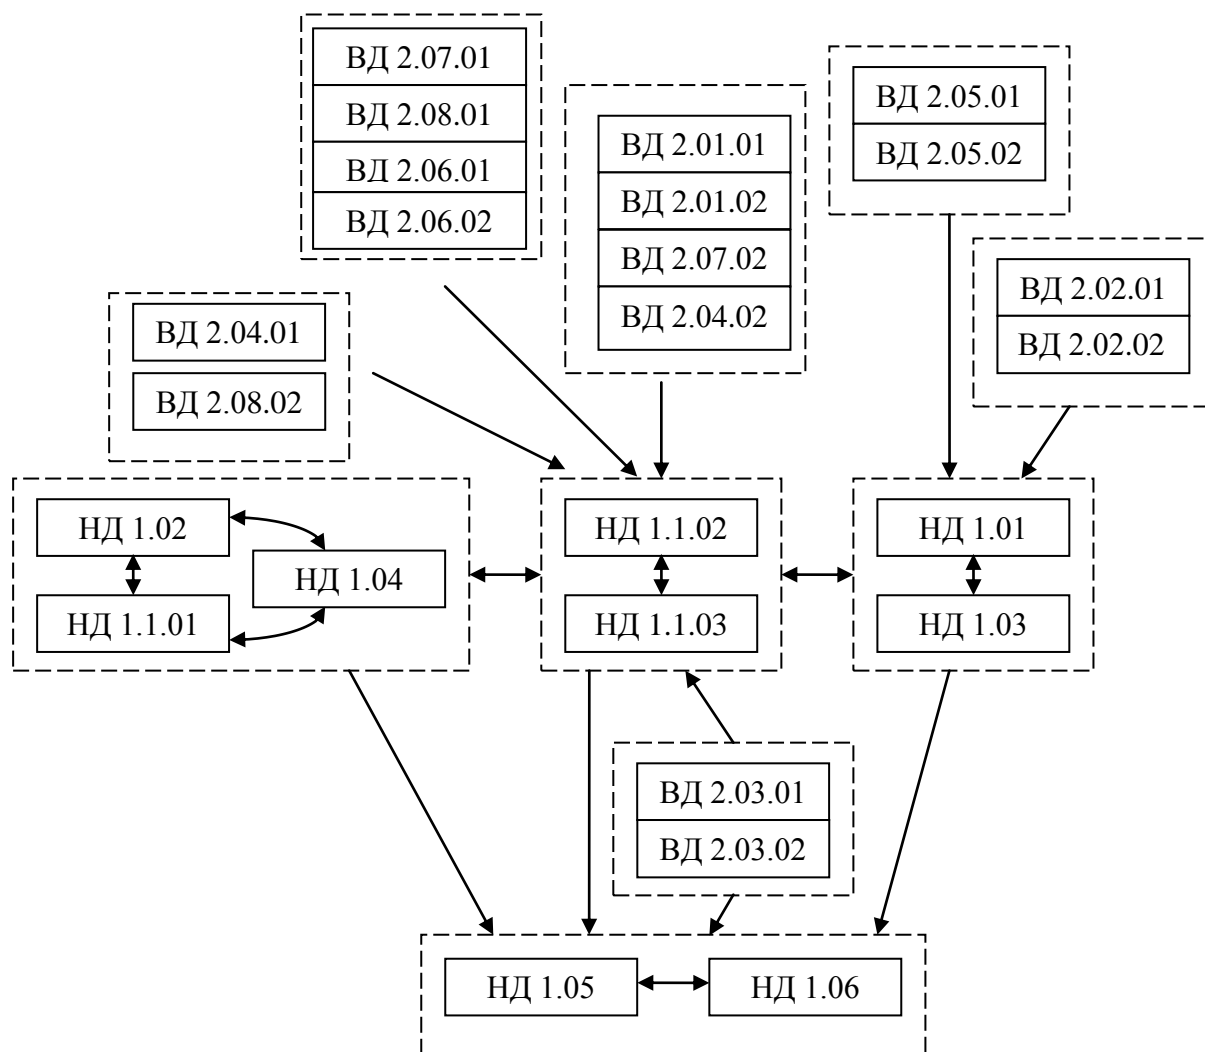 ВД 2.07.01
ВД 2.08.01
ВД 2.06.01
ВД 2.06.02
ВД 2.01.01
ВД 2.01.02
ВД 2.07.02
ВД 2.04.02
ВД 2.05.01
ВД 2.05.02
ВД 2.02.01
ВД 2.02.02
ВД 2.04.01
ВД 2.08.02
НД 1.02
НД 1.04
НД 1.1.01
НД 1.1.02
НД 1.1.03
НД 1.01
НД 1.03
ВД 2.03.01
ВД 2.03.02
НД 1.05
НД 1.06